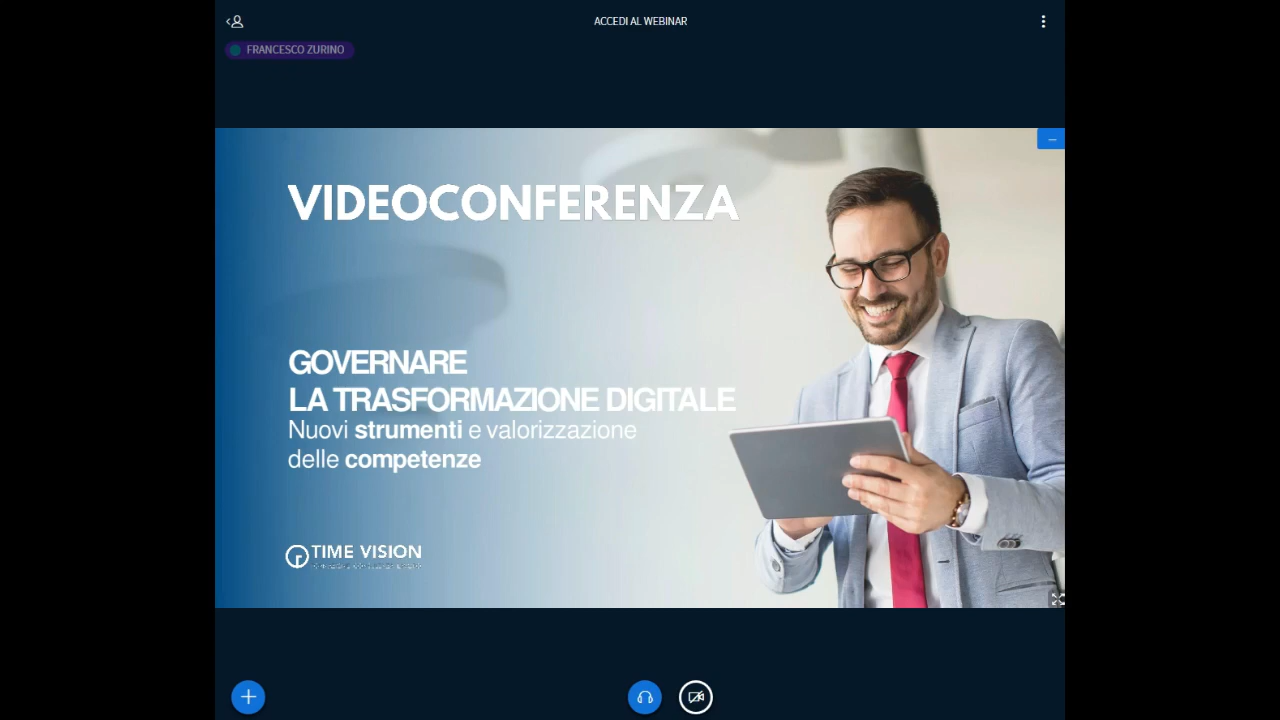 ACCEDI AL WEBINAR
FRANCESCO ZURINO
VIDEOCONFERENZA
GOVERNARE
LA TRASFORMAZIONE DIGITALE
Nuovi strumenti e valorizzazione
delle competenze
TIME VISION